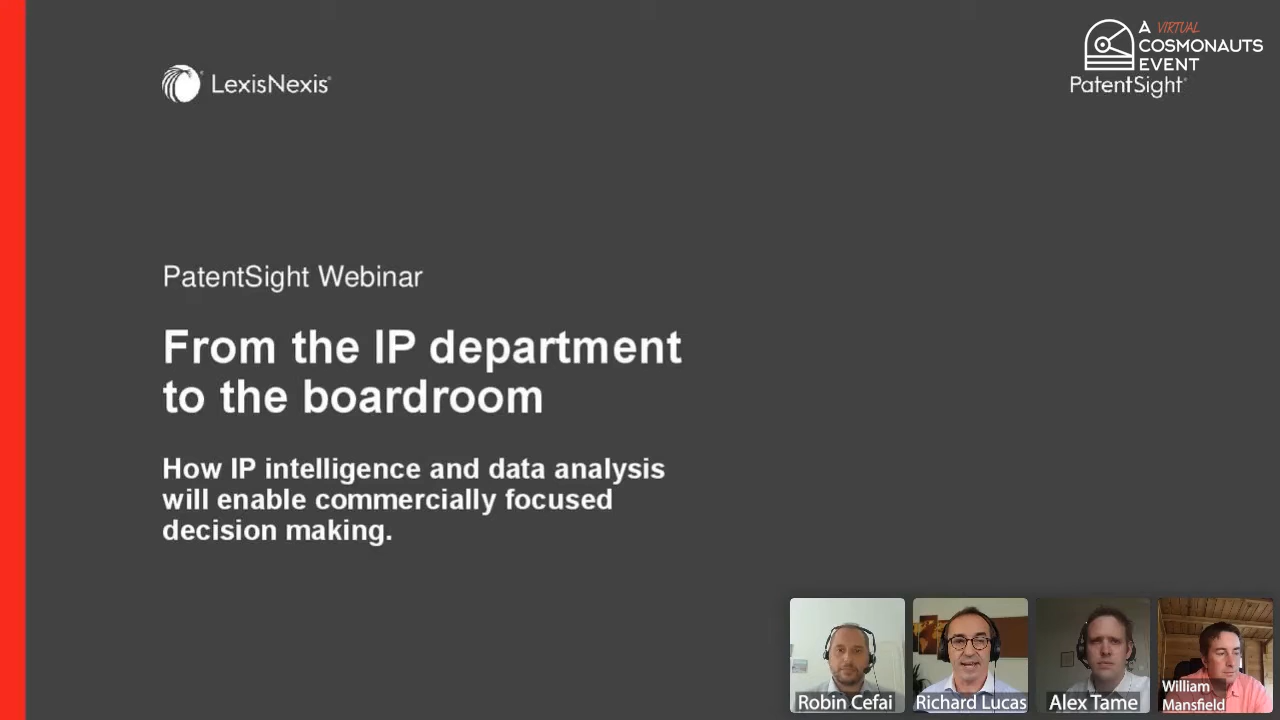 LexisNexis®
A VIRTUAL
COSMONAUTS
EVENT
PatentSight®
PatentSight Webinar
From the IP department
to the boardroom
How IP intelligence and data analysis
will enable commercially focused
decision making.
Robin Cefai
Richard Lucas
Alex Tame
William
Mansfield